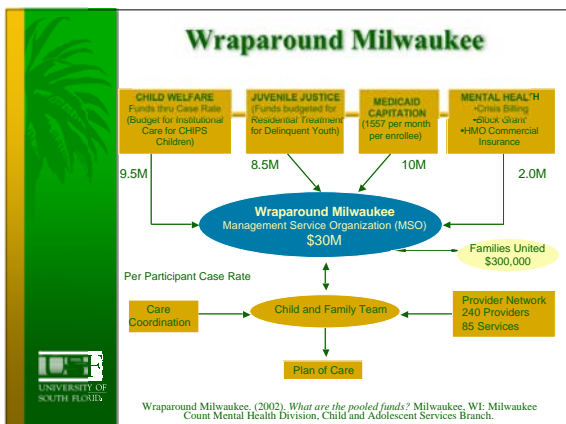 Wraparound Milwaukee
CHILD WELFARE
Funds thru Case Rate
(Budget for Institutional
Care for CHIPS
Children)
JUVENILE JUSTICE
(Funds budgeted for
Residential Treatment
for Delinquent Youth)
MEDICAID
CAPITATION
(1557 per month
per enrollee)
MENTAL HEALTH
•Crisis Billing
•Block Grant
•HMO Commercial
Insurance
9.5M
8.5M
10M
2.0M
Wraparound Milwaukee
Management Service Organization (MSO)
$30M
Families United
$300,000
Per Participant Case Rate
Care
Coordination
Child and Family Team
Provider Network
240 Providers
85 Services
Plan of Care
UNIVERSITY OF
SOUTH FLORIDA
Wraparound Milwaukee. (2002). What are the pooled funds? Milwaukee, WI: Milwaukee
Count Mental Health Division, Child and Adolescent Services Branch.